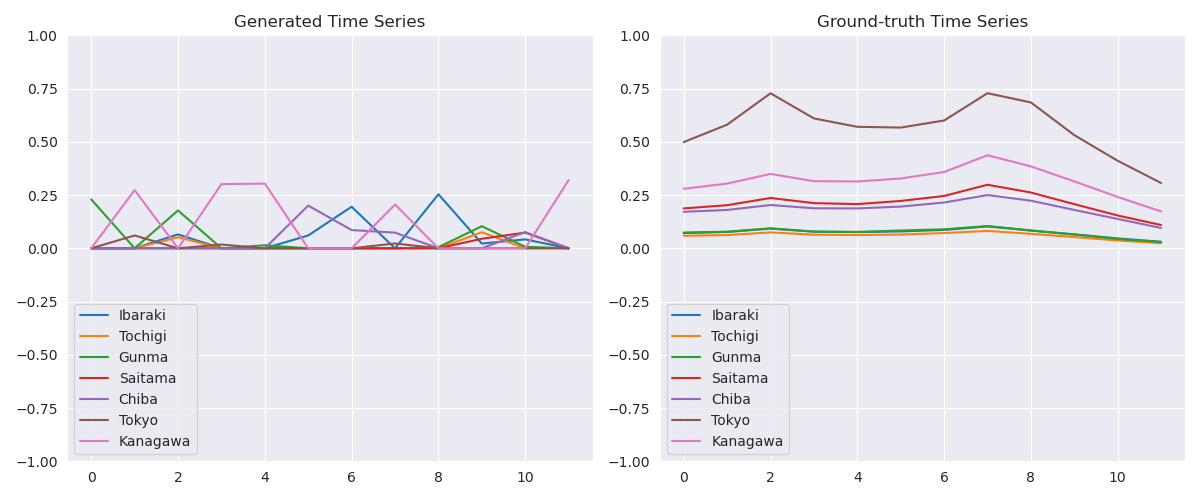 Generated Time Series
1.00
0.75
0.50
0.25
0.00
−0.25
−0.50
−0.75
−1.00
0 2 4 6 8 10
Ibaraki
Tochigi
Gunma
Saitama
Chiba
Tokyo
Kanagawa
Ground-truth Time Series
1.00
0.75
0.50
0.25
0.00
−0.25
−0.50
−0.75
−1.00
0 2 4 6 8 10
Ibaraki
Tochigi
Gunma
Saitama
Chiba
Tokyo
Kanagawa